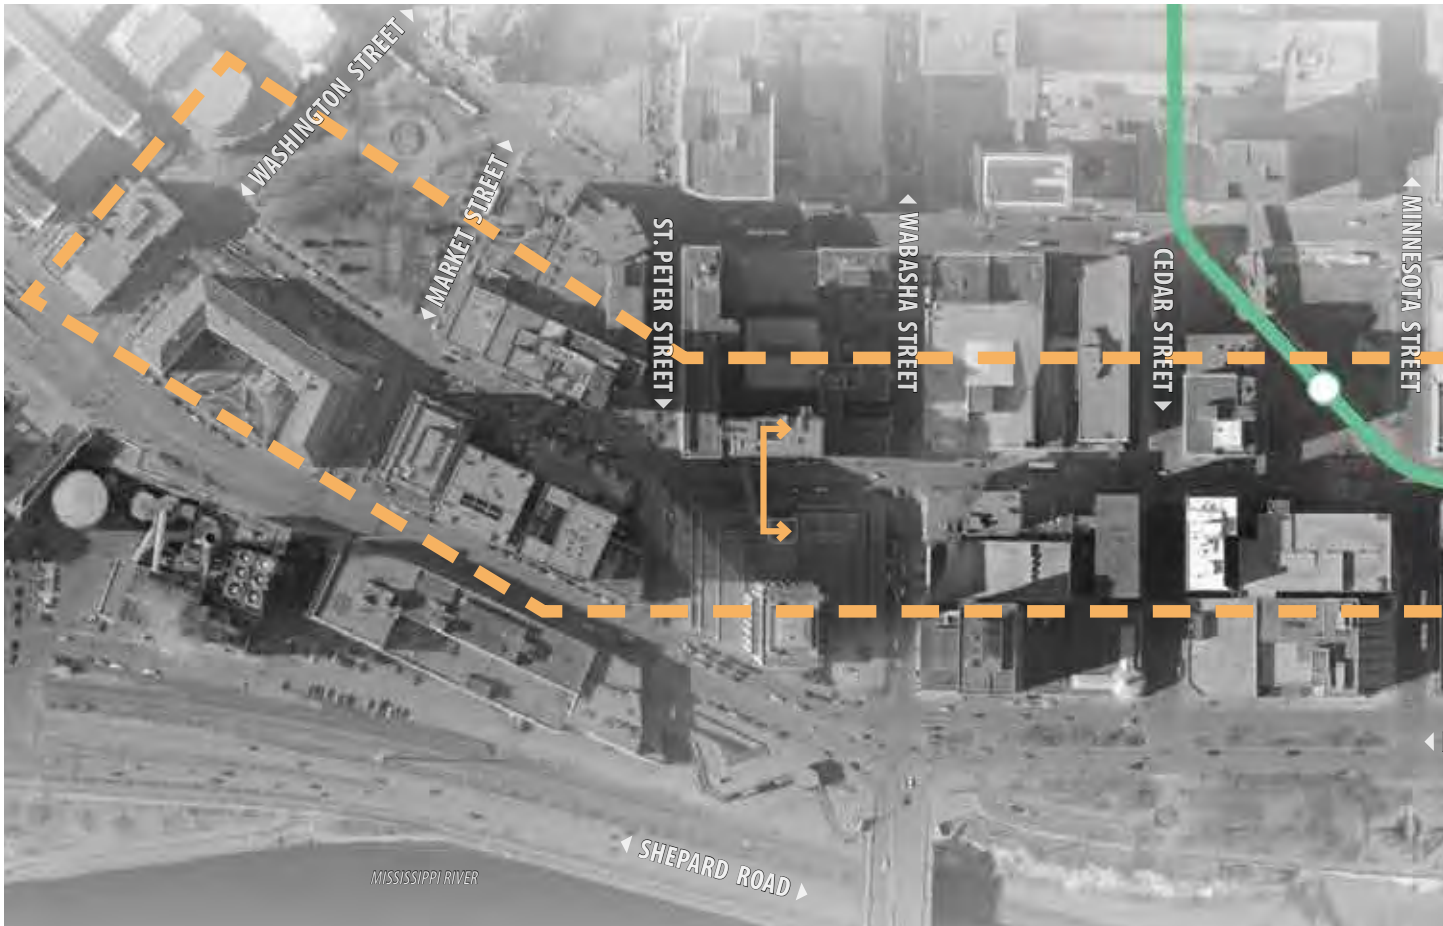 WASHINGTON STREET
MARKET STREET
ST. PETER STREET
WABASHA STREET
CEDAR STREET
MINNESOTA STREET
SHEPARD ROAD
MISSISSIPPI RIVER